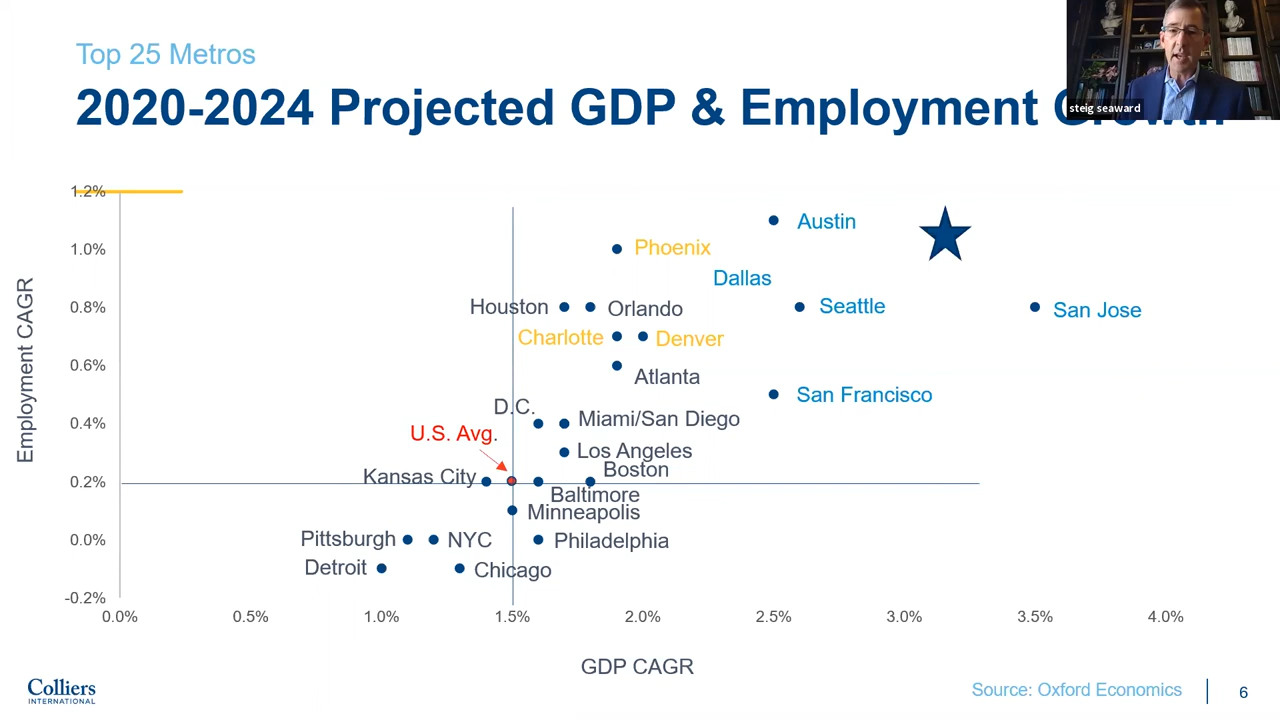 Top 25 Metros
2020-2024 Projected GDP & Employment Growth
steig seaward
1.2%
1.0%
0.8%
0.6%
0.4%
0.2%
0.0%
-0.2%
Employment CAGR
Austin
Phoenix
Dallas
Houston
Orlando
Seattle
San Jose
Charlotte
Denver
Atlanta
San Francisco
D.C.
Miami/San Diego
U.S. Avg.
Los Angeles
Boston
Kansas City
Baltimore
Minneapolis
Pittsburgh
NYC
Philadelphia
Detroit
Chicago
0.0%
0.5%
1.0%
1.5%
2.0%
2.5%
3.0%
3.5%
4.0%
GDP CAGR
Colliers
INTERNATIONAL
Source: Oxford Economics
6